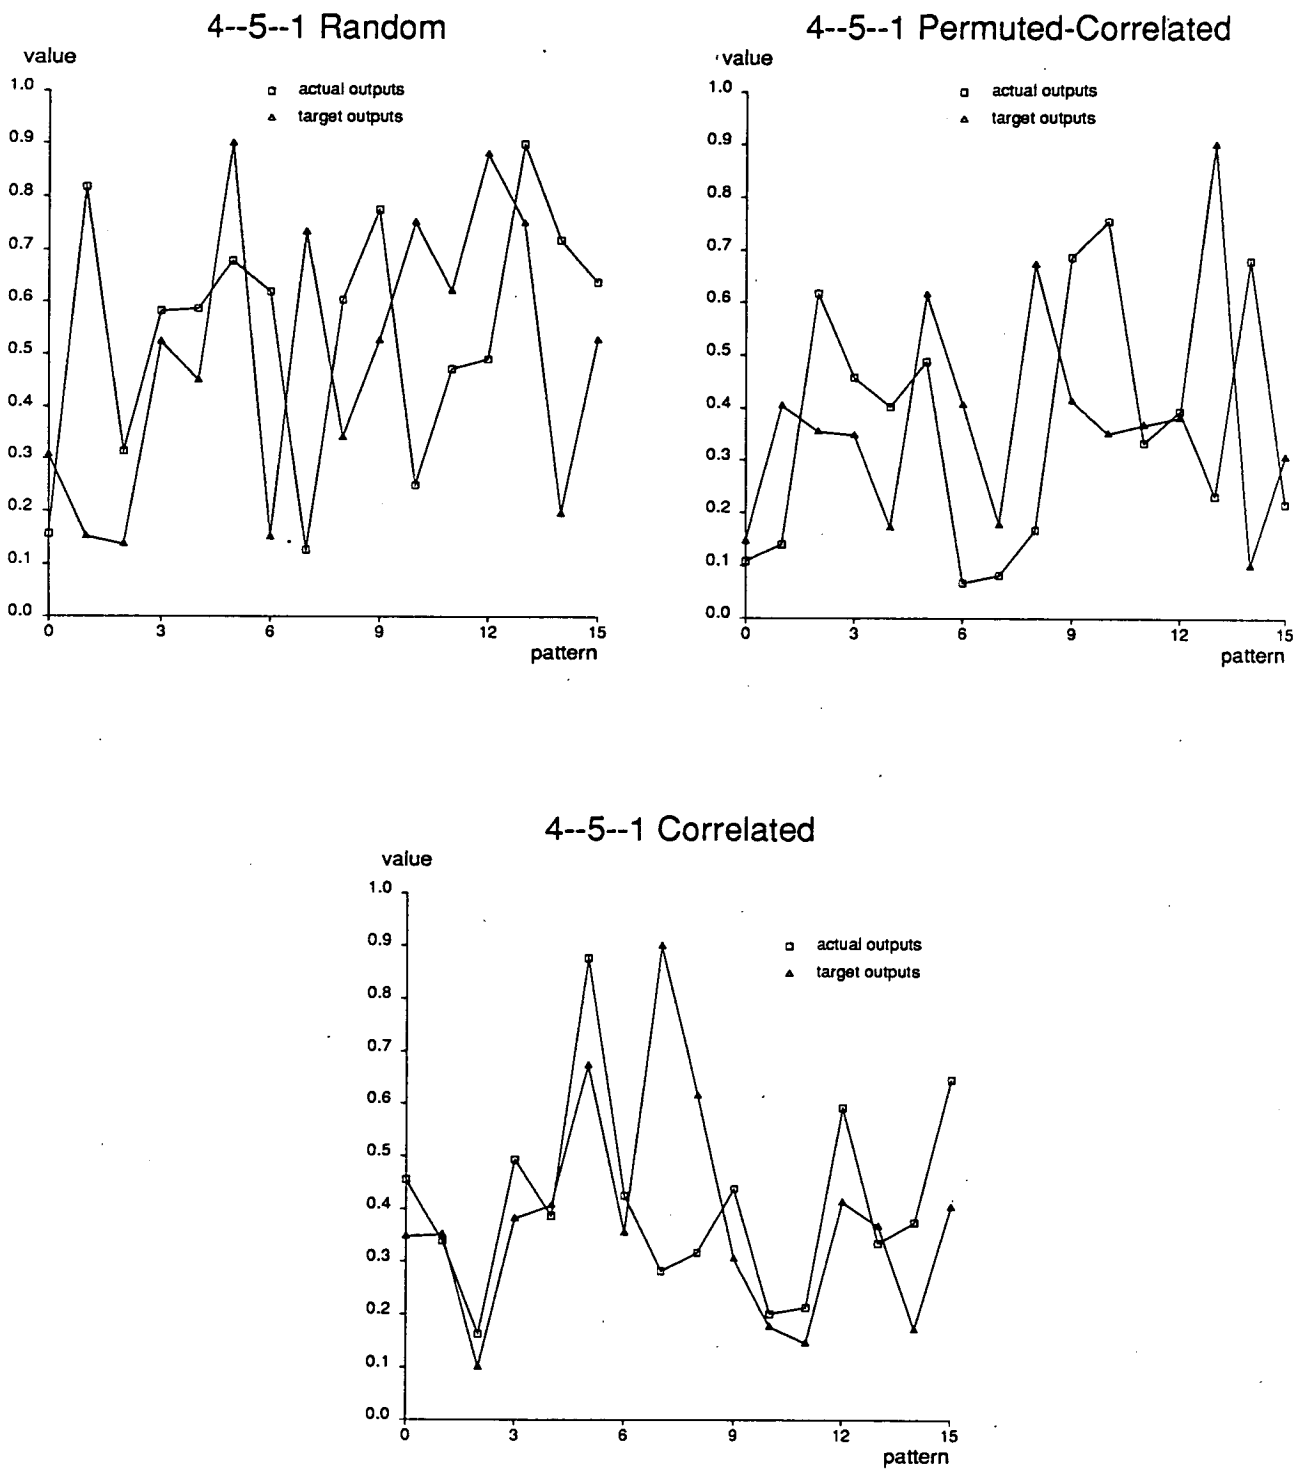 4--5--1 Random
value
actual outputs
target outputs
1.0
0.9
0.8
0.7
0.6
0.5
0.4
0.3
0.2
0.1
0.0
0 3 6 9 12 15
pattern
4--5--1 Permuted-Correlated
value
actual outputs
target outputs
1.0
0.9
0.8
0.7
0.6
0.5
0.4
0.3
0.2
0.1
0.0
0 3 6 9 12 15
pattern
4--5--1 Correlated
value
actual outputs
target outputs
1.0
0.9
0.8
0.7
0.6
0.5
0.4
0.3
0.2
0.1
0.0
0 3 6 9 12 15
pattern